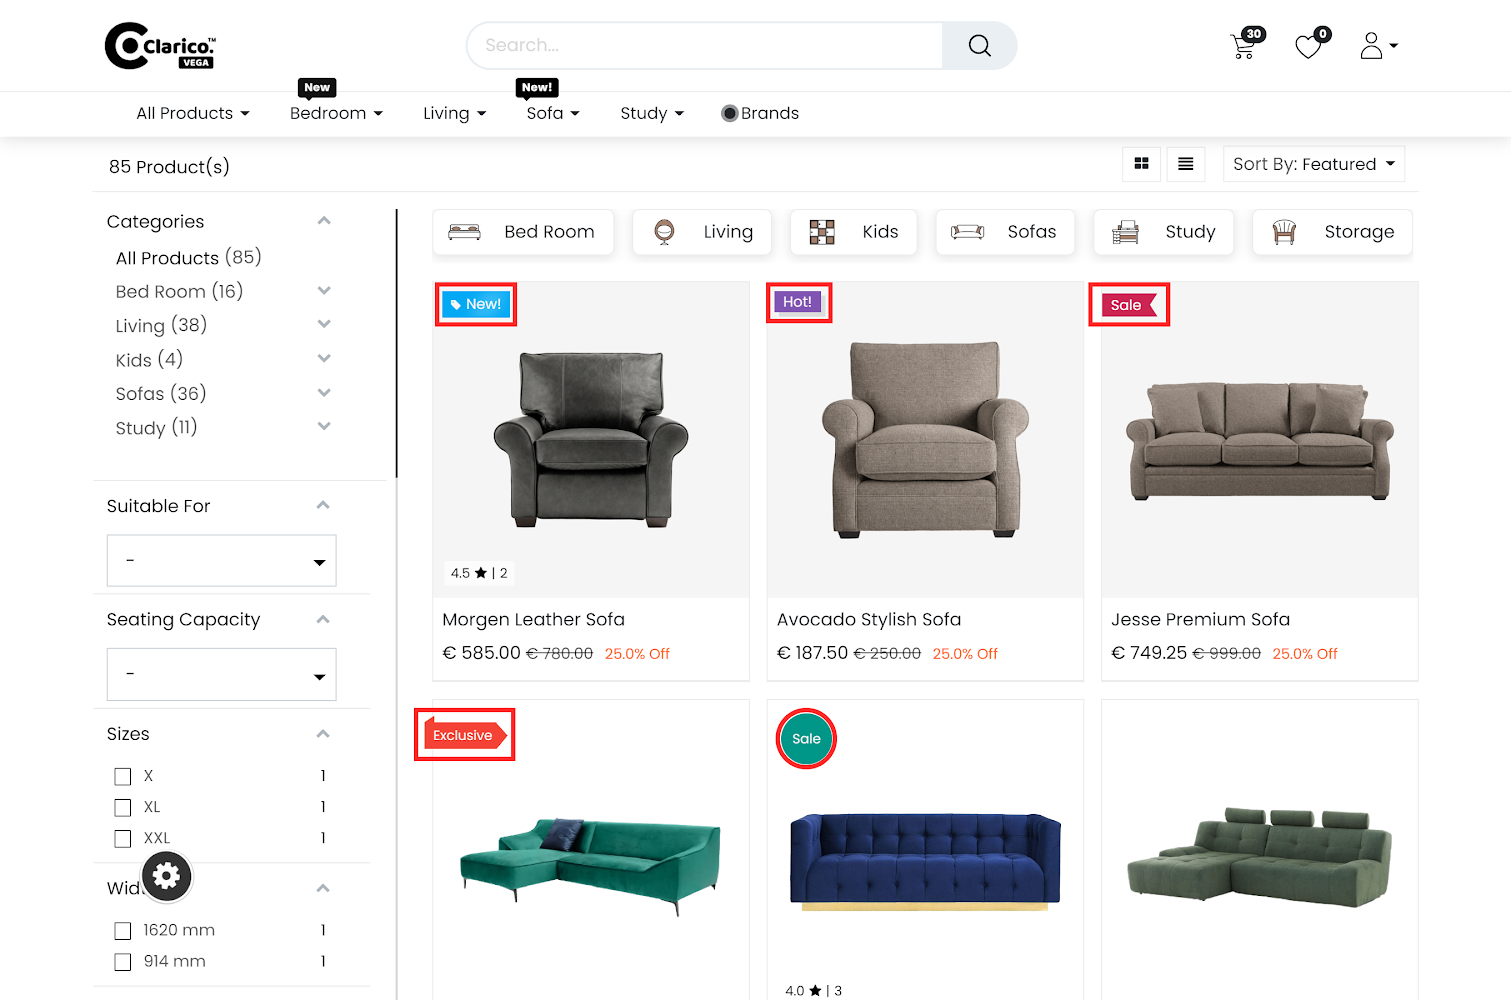 Clarico.™
VEGA
Search...
30
0
New
New!
All Products
Bedroom
Living
Sofa
Study
Brands
85 Product(s)
Sort By: Featured
Categories
All Products (85)
Bed Room (16)
Living (38)
Kids (4)
Sofas (36)
Study (11)
Suitable For
-
Seating Capacity
-
Sizes
X 1
XL 1
XXL 1
1620 mm 1
914 mm 1
Bed Room
Living
Kids
Sofas
Study
Storage
New!
4.5 ★ | 2
Morgen Leather Sofa
€ 585.00 € 780.00 25.0% Off
Hot!
Avocado Stylish Sofa
€ 187.50 € 250.00 25.0% Off
Sale
Jesse Premium Sofa
€ 749.25 € 999.00 25.0% Off
Exclusive
Sale
4.0 ★ | 3